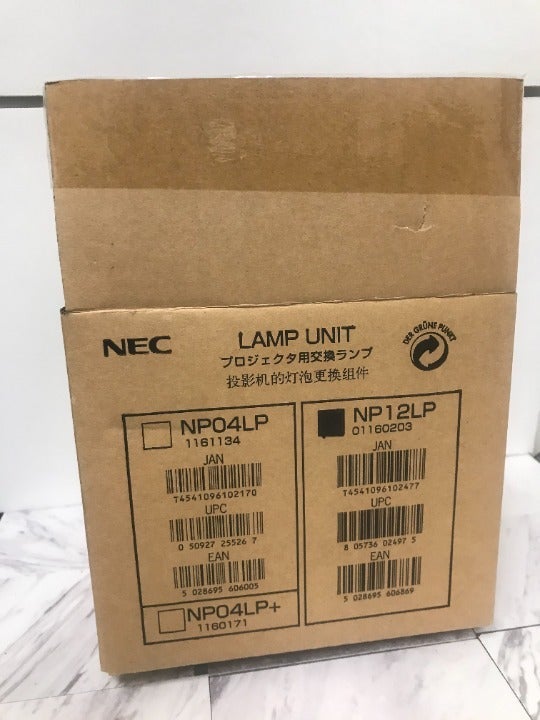 NEC
LAMP UNIT
プロジェクタ用交換ランプ
投影机的灯泡更换组件
DER GRÜNE PUNKT
NP04LP
1161134
JAN
T4541096102170
UPC
0 50927 25526 7
EAN
5 028695 606005
NP04LP+
1160171
NP12LP
01160203
JAN
T4541096102477
UPC
8 05736 02497 5
EAN
5 028695 606869